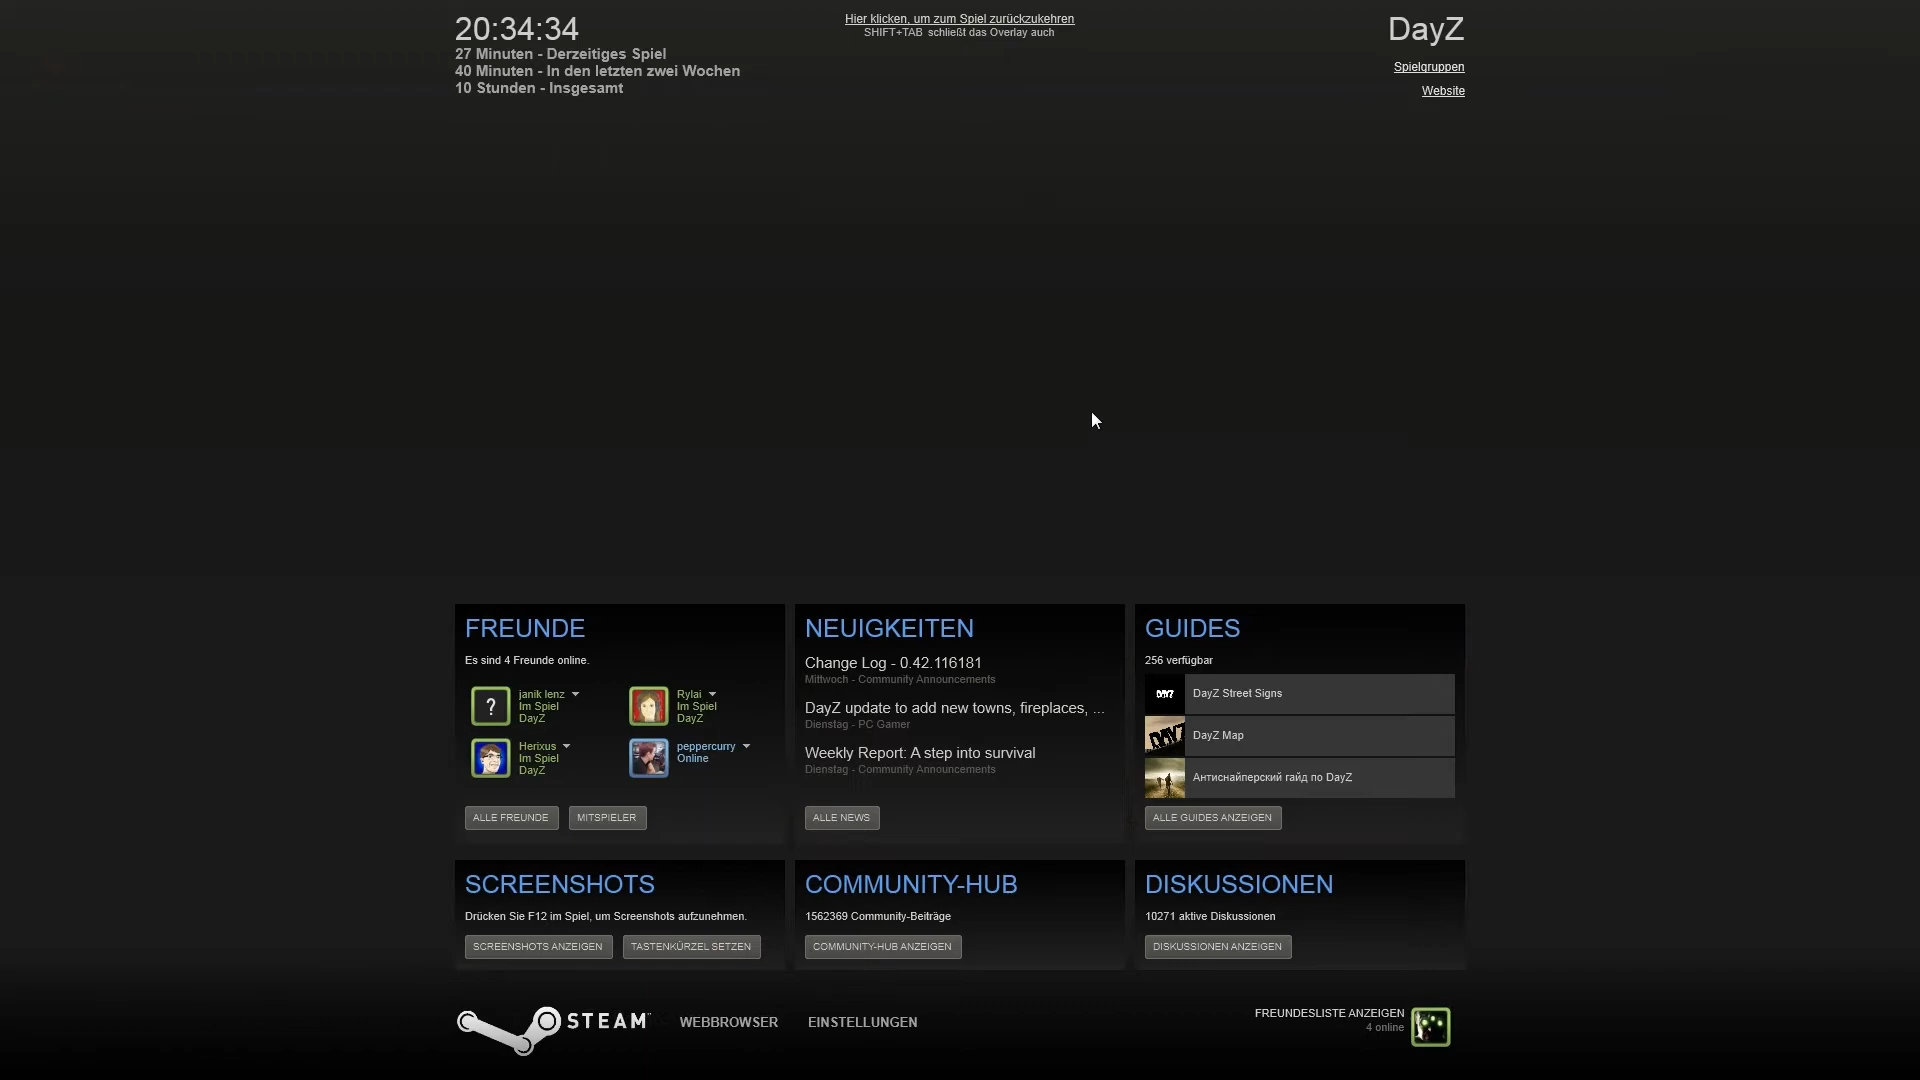 20:34:34
27 Minuten - Derzeitiges Spiel
40 Minuten - In den letzten zwei Wochen
10 Stunden - Insgesamt
Hier klicken, um zum Spiel zurückzukehren
SHIFT+TAB schließt das Overlay auch
DayZ
Spielgruppen
Website
FREUNDE
Es sind 4 Freunde online.
janik lenz
Im Spiel
DayZ
Rylai
Im Spiel
DayZ
Herixus
Im Spiel
DayZ
peppercurry
Online
ALLE FREUNDE
MITSPIELER
NEUIGKEITEN
Change Log - 0.42.116181
Mittwoch - Community Announcements
DayZ update to add new towns, fireplaces, ...
Dienstag - PC Gamer
Weekly Report: A step into survival
Dienstag - Community Announcements
ALLE NEWS
GUIDES
256 verfügbar
DAYZ
DayZ Street Signs
DAYZ
DayZ Map
Антиснайперский гайд по DayZ
ALLE GUIDES ANZEIGEN
SCREENSHOTS
Drücken Sie F12 im Spiel, um Screenshots aufzunehmen.
SCREENSHOTS ANZEIGEN
TASTENKÜRZEL SETZEN
COMMUNITY-HUB
1562369 Community-Beiträge
COMMUNITY-HUB ANZEIGEN
DISKUSSIONEN
10271 aktive Diskussionen
DISKUSSIONEN ANZEIGEN
STEAM
WEBBROWSER
EINSTELLUNGEN
FREUNDESLISTE ANZEIGEN
4 online